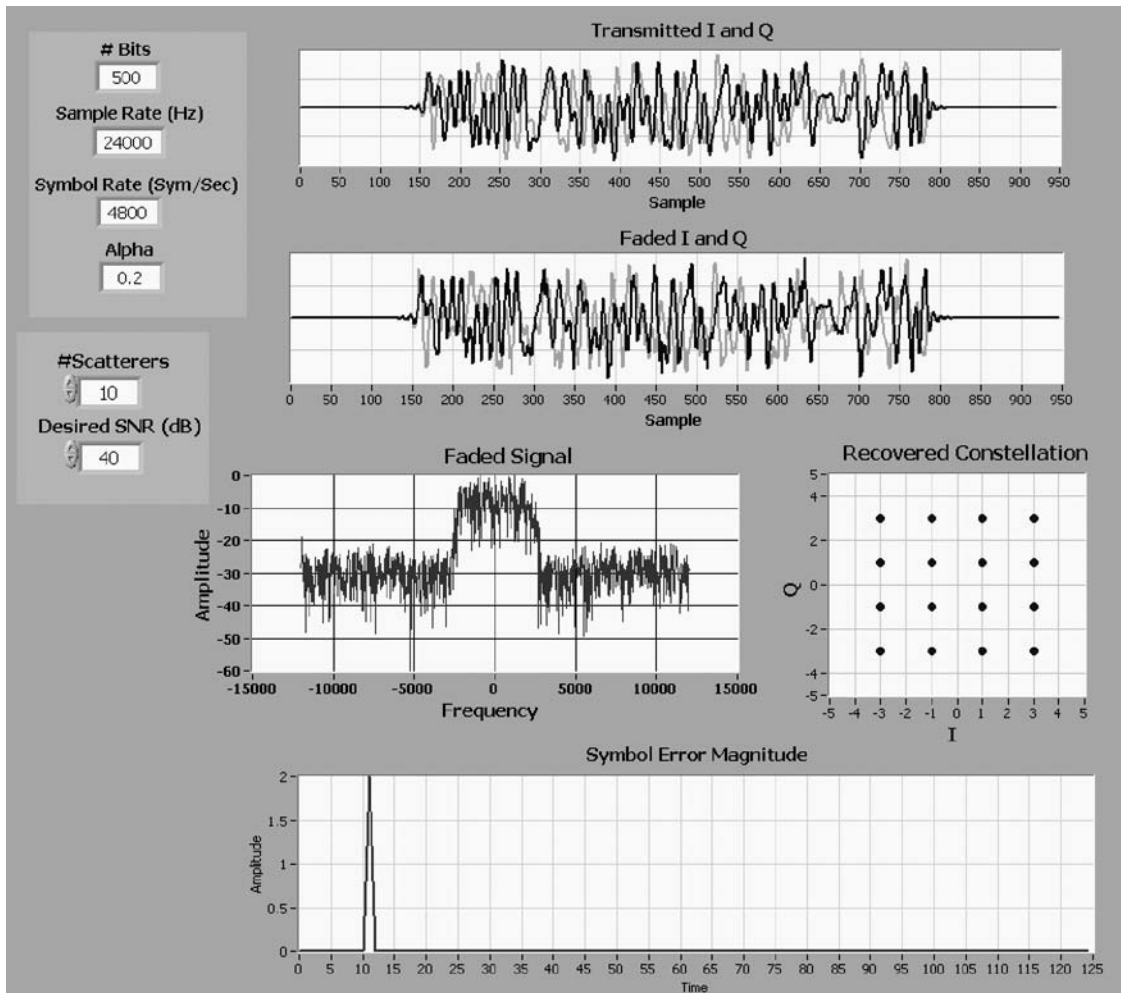 # Bits
500
Sample Rate (Hz)
24000
Symbol Rate (Sym/Sec)
4800
Alpha
0.2
#Scatterers
10
Desired SNR (dB)
40
Transmitted I and Q
0 50 100 150 200 250 300 350 400 450 500 550 600 650 700 750 800 850 900 950
Sample
Faded I and Q
0 50 100 150 200 250 300 350 400 450 500 550 600 650 700 750 800 850 900 950
Sample
Faded Signal
Amplitude
0
-10
-20
-30
-40
-50
-60
-15000 -10000 -5000 0 5000 10000 15000
Frequency
Recovered Constellation
Q
5
4
2
0
-2
-4
-5
-5 -4 -3 -2 -1 0 1 2 3 4 5
I
Symbol Error Magnitude
Amplitude
2
1.5
1
0.5
0
0 5 10 15 20 25 30 35 40 45 50 55 60 65 70 75 80 85 90 95 100 105 110 115 120 125
Time